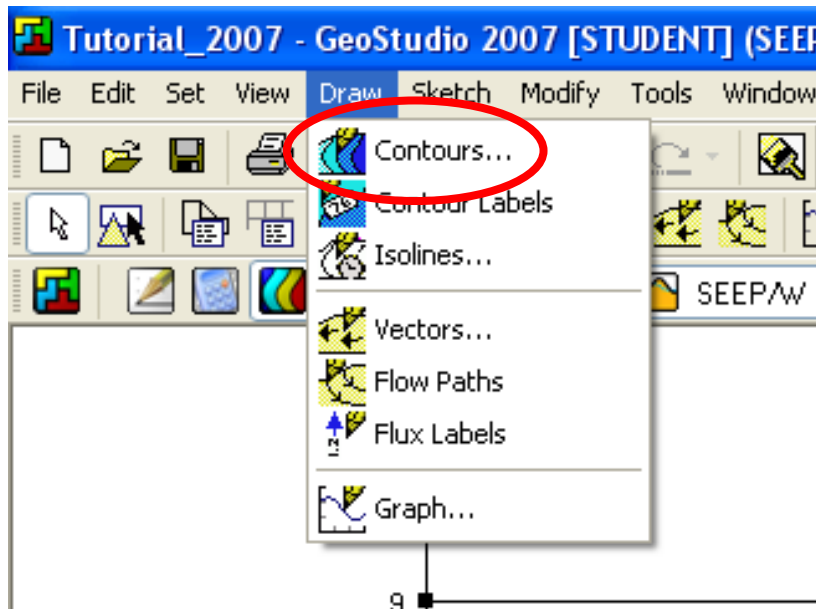 Tutorial_2007 - GeoStudio 2007 [STUDENT] (SEEP
File Edit Set View Draw Sketch Modify Tools Window
Contours...
Contour Labels
Isolines...
SEEP/W
Vectors...
Flow Paths
Flux Labels
Graph...
9